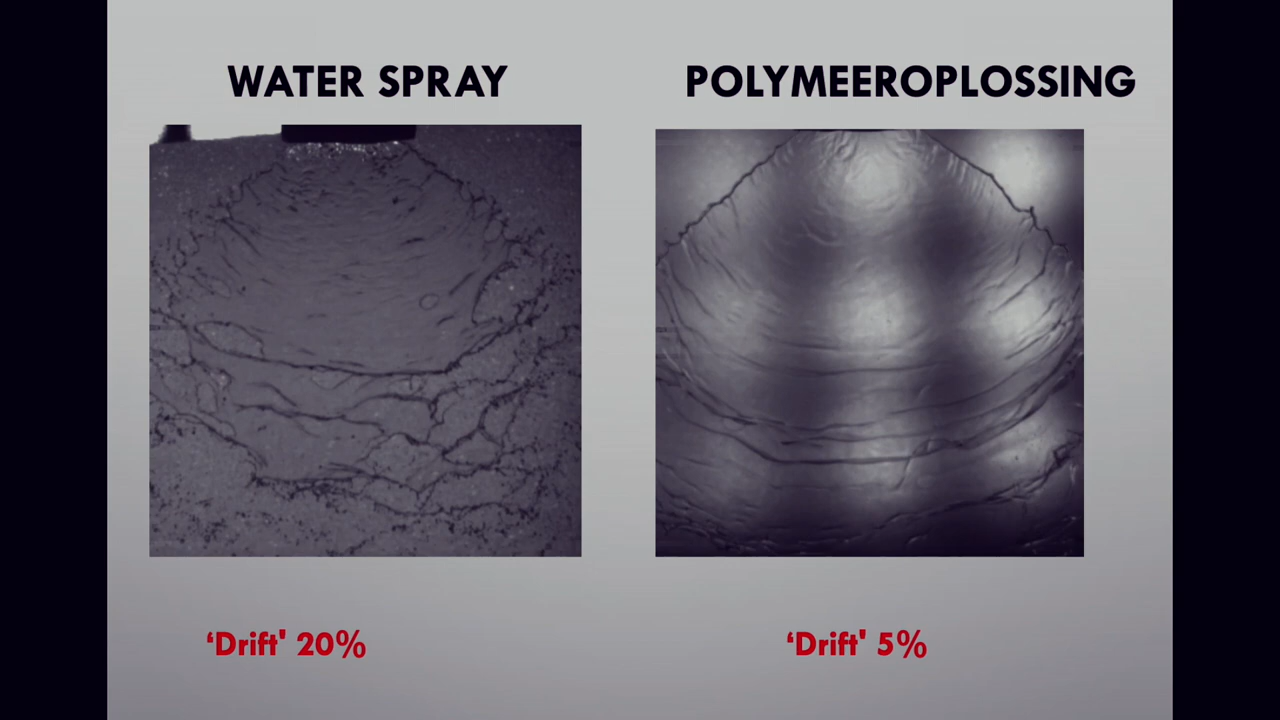 WATER SPRAY
POLYMEEROPLOSSING
‘Drift' 20%
‘Drift' 5%